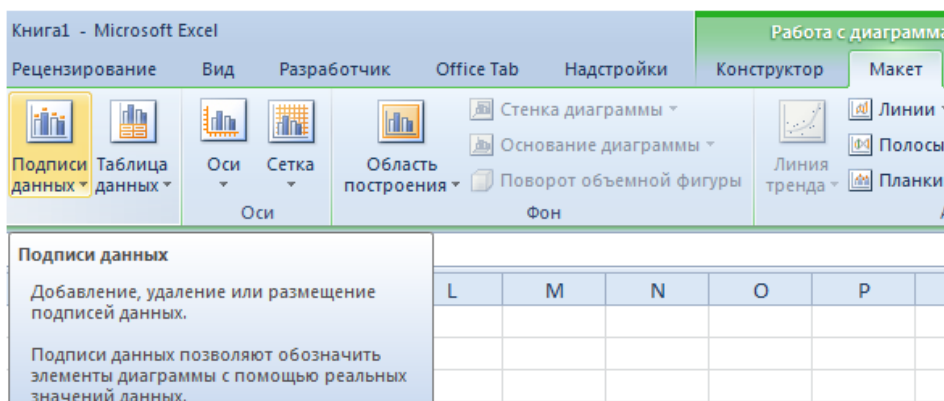 Книга1 - Microsoft Excel
Работа с диаграмма
Рецензирование Вид Разработчик Office Tab Надстройки Конструктор Макет
Подписи данных
Таблица данных
Оси
Сетка
Область построения
Стенка диаграммы
Основание диаграммы
Поворот объемной фигуры
Линия тренда
Линии
Полосы
Планки
Оси
Фон
Подписи данных
Добавление, удаление или размещение
подписей данных.
Подписи данных позволяют обозначить
элементы диаграммы с помощью реальных
значений данных.
L M N O P